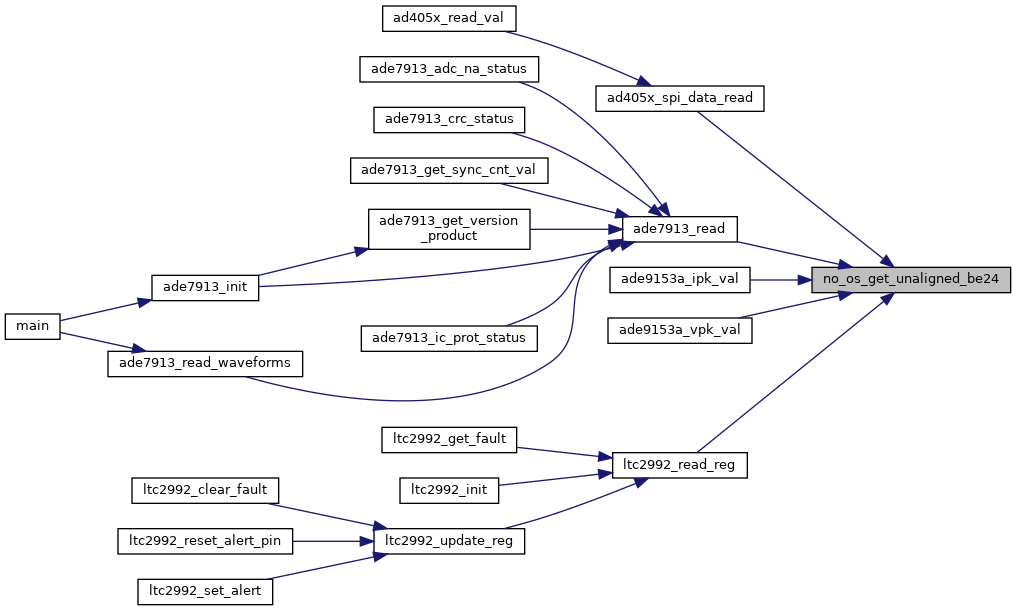 ad405x_read_val
ade7913_adc_na_status
ad405x_spi_data_read
ade7913_crc_status
ade7913_get_sync_cnt_val
ade7913_get_version
_product
ade7913_read
ade9153a_ipk_val
no_os_get_unaligned_be24
ade7913_init
main
ade9153a_vpk_val
ade7913_ic_prot_status
ade7913_read_waveforms
ltc2992_get_fault
ltc2992_read_reg
ltc2992_clear_fault
ltc2992_init
ltc2992_reset_alert_pin
ltc2992_update_reg
ltc2992_set_alert